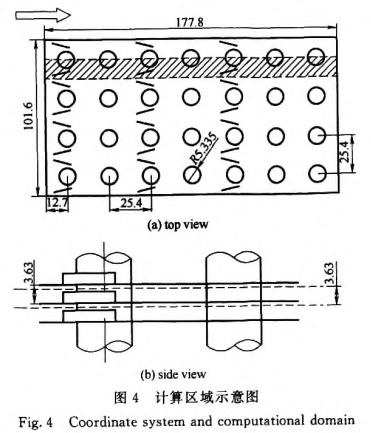 177.8
101.6
R5.335
25.4
12.7
25.4
(a) top view
3.63
3.63
(b) side view
图 4 计算区域示意图
Fig. 4 Coordinate system and computational domain